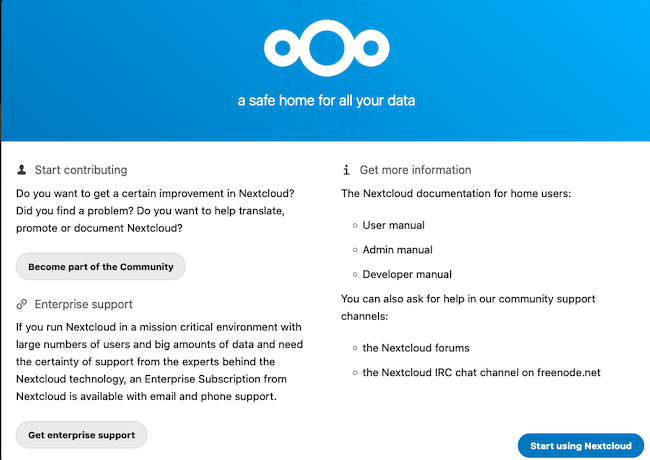 a safe home for all your data
Start contributing
Do you want to get a certain improvement in Nextcloud?
Did you find a problem? Do you want to help translate,
promote or document Nextcloud?
Become part of the Community
Enterprise support
If you run Nextcloud in a mission critical environment with
large numbers of users and big amounts of data and need
the certainty of support from the experts behind the
Nextcloud technology, an Enterprise Subscription from
Nextcloud is available with email and phone support.
Get enterprise support
Get more information
The Nextcloud documentation for home users:
User manual
Admin manual
Developer manual
You can also ask for help in our community support
channels:
the Nextcloud forums
the Nextcloud IRC chat channel on freenode.net
Start using Nextcloud